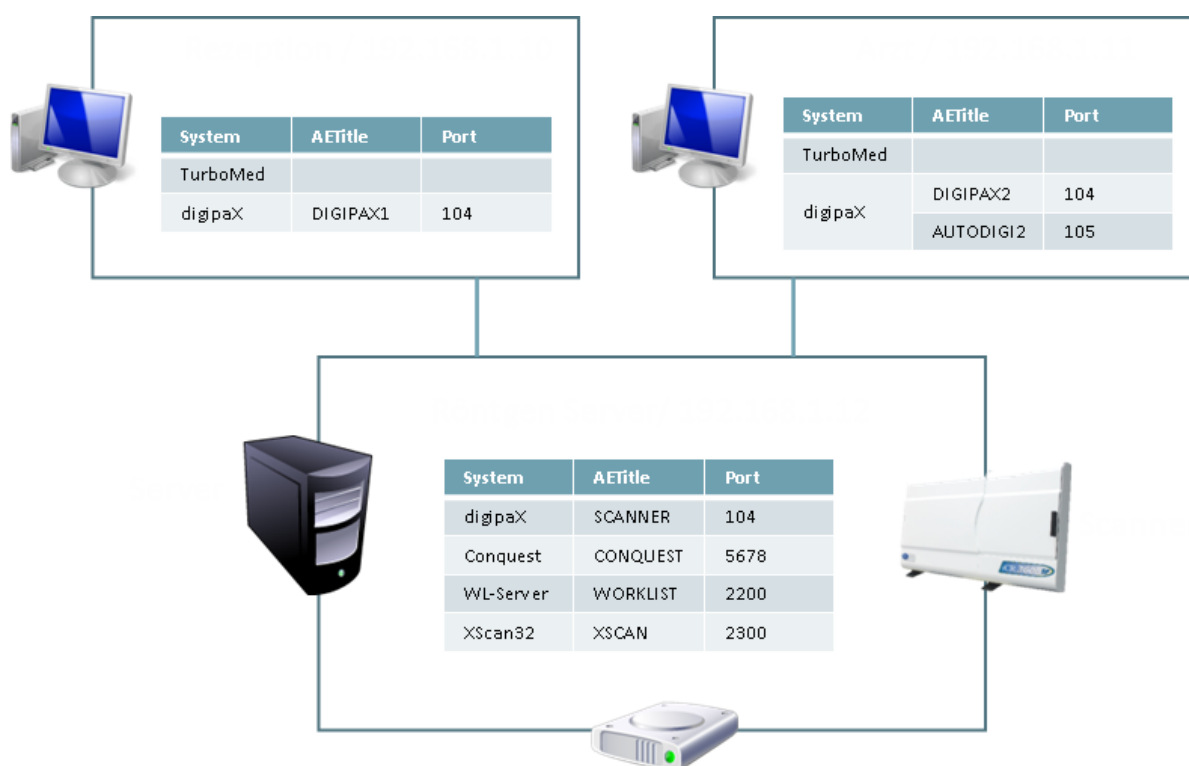 System AETitle Port
TurboMed
digipaX DIGIPAX1 104
System AETitle Port
TurboMed
digipaX
DIGIPAX2 104
AUTODIGI2 105
System AETitle Port
digipaX SCANNER 104
Conquest CONQUEST 5678
WL-Server WORKLIST 2200
XScan32 XSCAN 2300